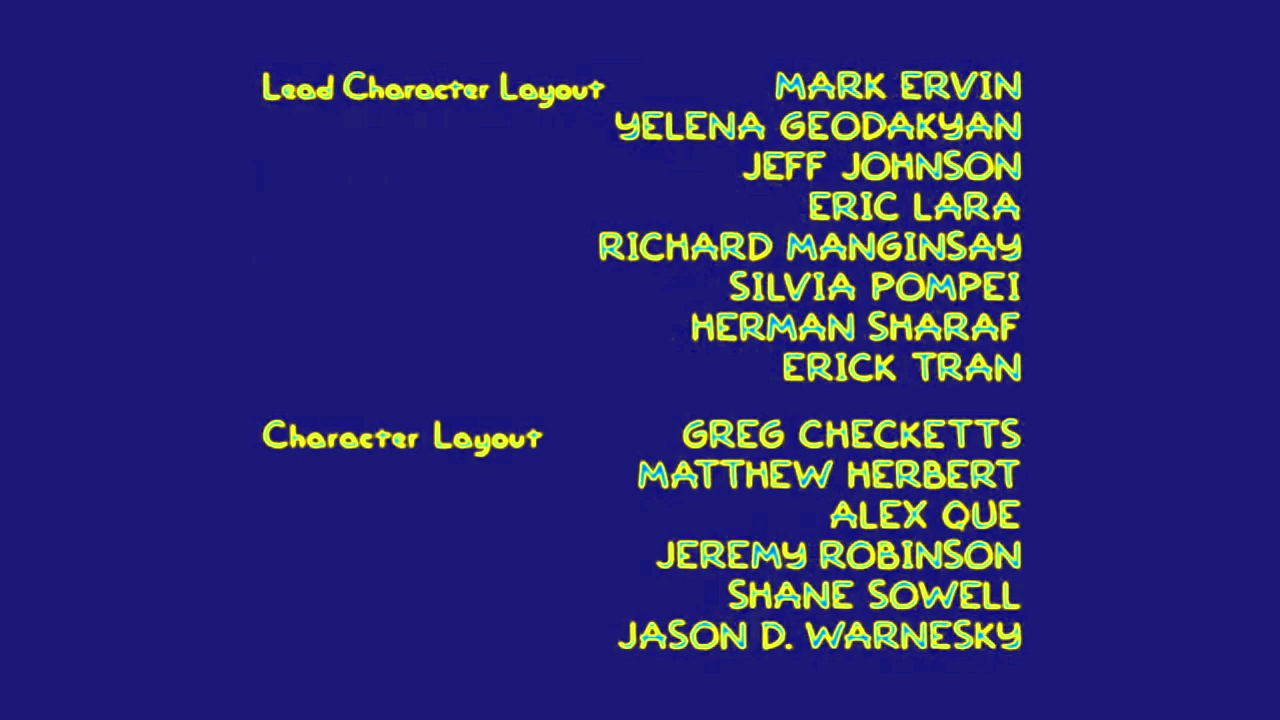 Lead Character Layout MARK ERVIN
YELENA GEODAKYAN
JEFF JOHNSON
ERIC LARA
RICHARD MANGINSAY
SILVIA POMPEI
HERMAN SHARAF
ERICK TRAN
Character Layout GREG CHECKETTS
MATTHEW HERBERT
ALEX QUE
JEREMY ROBINSON
SHANE SOWELL
JASON D. WARNESKY